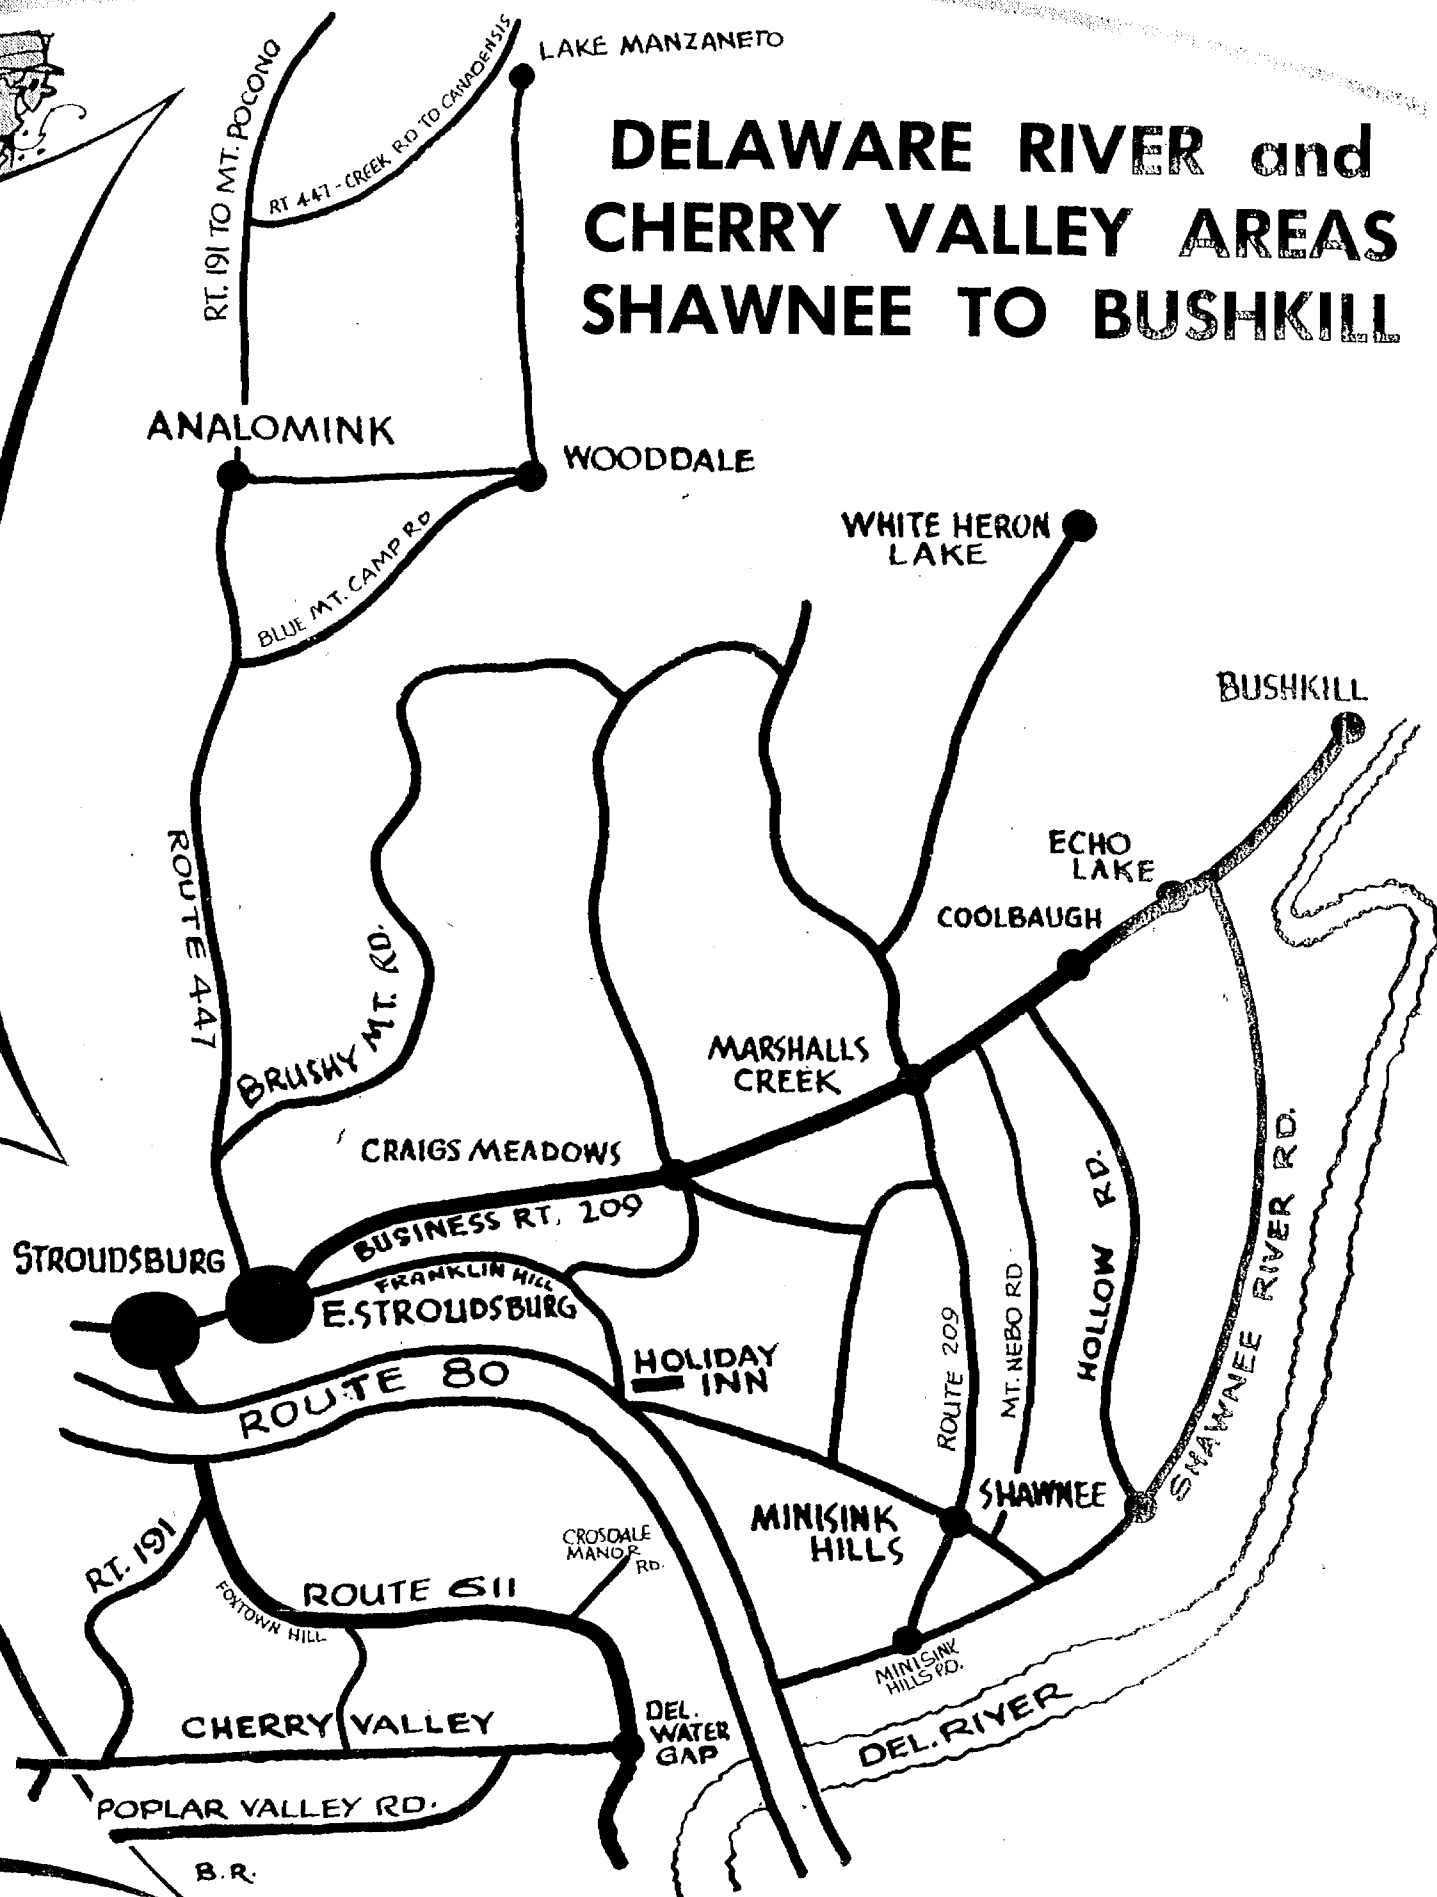 LAKE MANZANETO
DELAWARE RIVER and
CHERRY VALLEY AREAS
SHAWNEE TO BUSHKILL
RT. 191 TO MT. POCONO
RT 447 - CREEK RD TO CANADENSIS
ANALOMINK
WOODDALE
BLUE MT. CAMP RD
WHITE HERON
LAKE
BUSHKILL
ECHO
LAKE
COOLBAUGH
ROUTE 447
BRUSHY MT. RD.
MARSHALLS
CREEK
CRAIGS MEADOWS
BUSINESS RT. 209
STROUDSBURG
FRANKLIN HILL
E. STROUDSBURG
HOLIDAY
INN
ROUTE 80
ROUTE 209
MT. NEBO RD
HOLLOW RD.
SHAWNEE RIVER RD.
SHAWNEE
MINISINK
HILLS
CROSDALE
MANOR
RD.
RT. 191
ROUTE 611
FOXTOWN HILL
MINISINK
HILLS P.O.
CHERRY VALLEY
DEL.
WATER
GAP
DEL. RIVER
POPLAR VALLEY RD.
B.R.